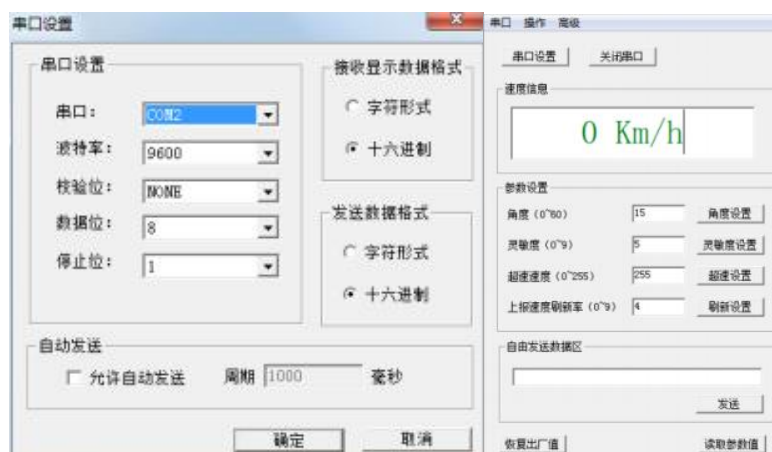 串口设置
串口设置
串口:
COM2
波特率:
9600
校验位:
NONE
数据位:
8
停止位:
1
接收显示数据格式
字符形式
十六进制
发送数据格式
字符形式
十六进制
自动发送
允许自动发送 周期 1000 毫秒
确定 取消
串口 操作 高级
串口设置 关闭串口
速度信息
0 Km/h
参数设置
角度 (0~60) 15 角度设置
灵敏度 (0~9) 5 灵敏度设置
超速速度 (0~255) 255 超速设置
上报速度刷新率 (0~9) 4 刷新设置
自由发送数据区
发送
恢复出厂值 读取参数值